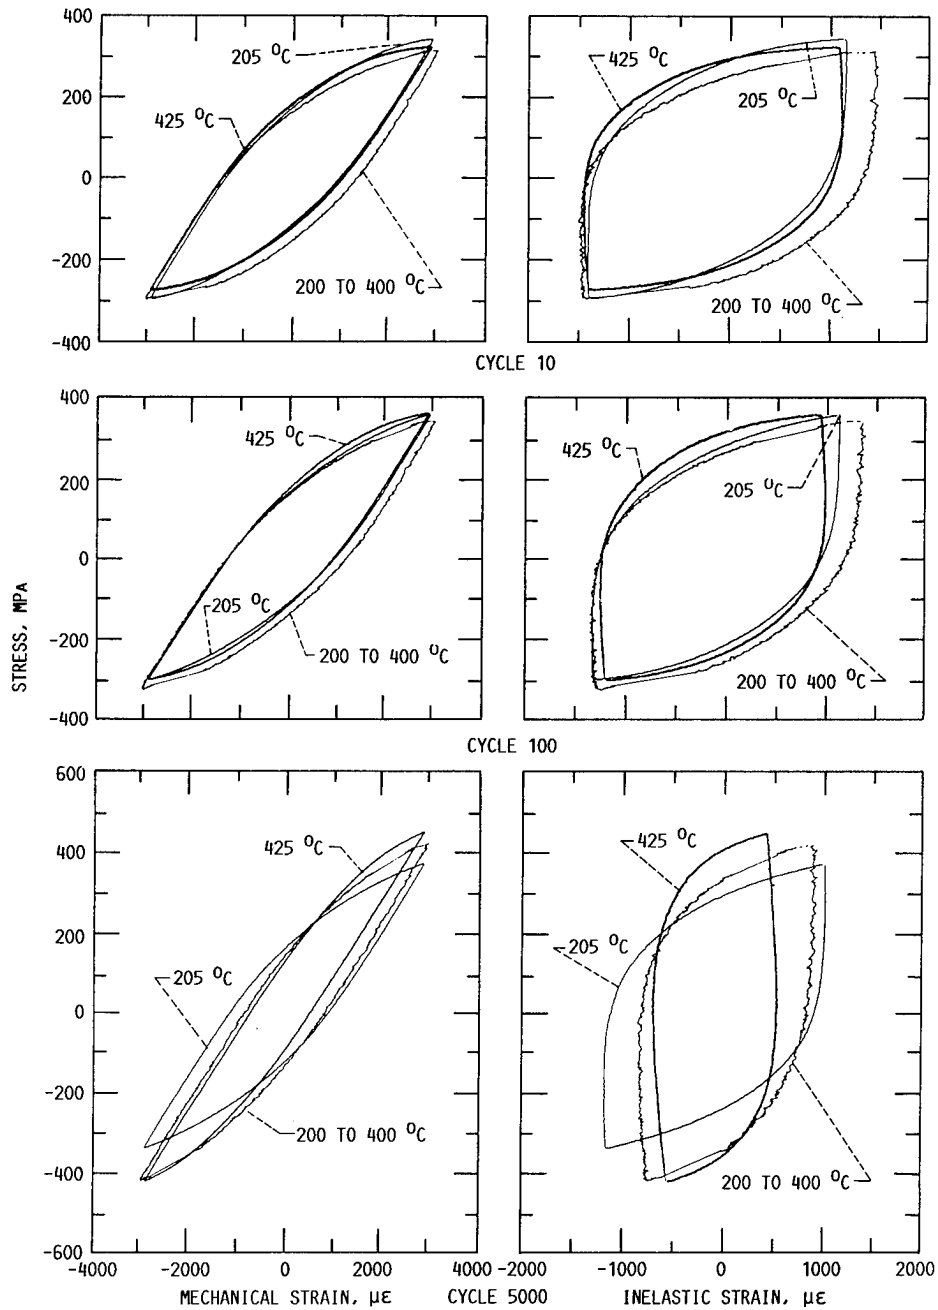 400
200
0
-200
-400
205 °C
425 °C
200 TO 400 °C
425 °C
205 °C
200 TO 400 °C
CYCLE 10
400
200
0
-200
-400
425 °C
205 °C
200 TO 400 °C
425 °C
205 °C
200 TO 400 °C
STRESS, MPA
CYCLE 100
600
400
200
0
-200
-400
-600
425 °C
205 °C
200 TO 400 °C
425 °C
205 °C
200 TO 400 °C
-4000 -2000 0 2000 4000 -2000 -1000 0 1000 2000
MECHANICAL STRAIN, με CYCLE 5000 INELASTIC STRAIN, με